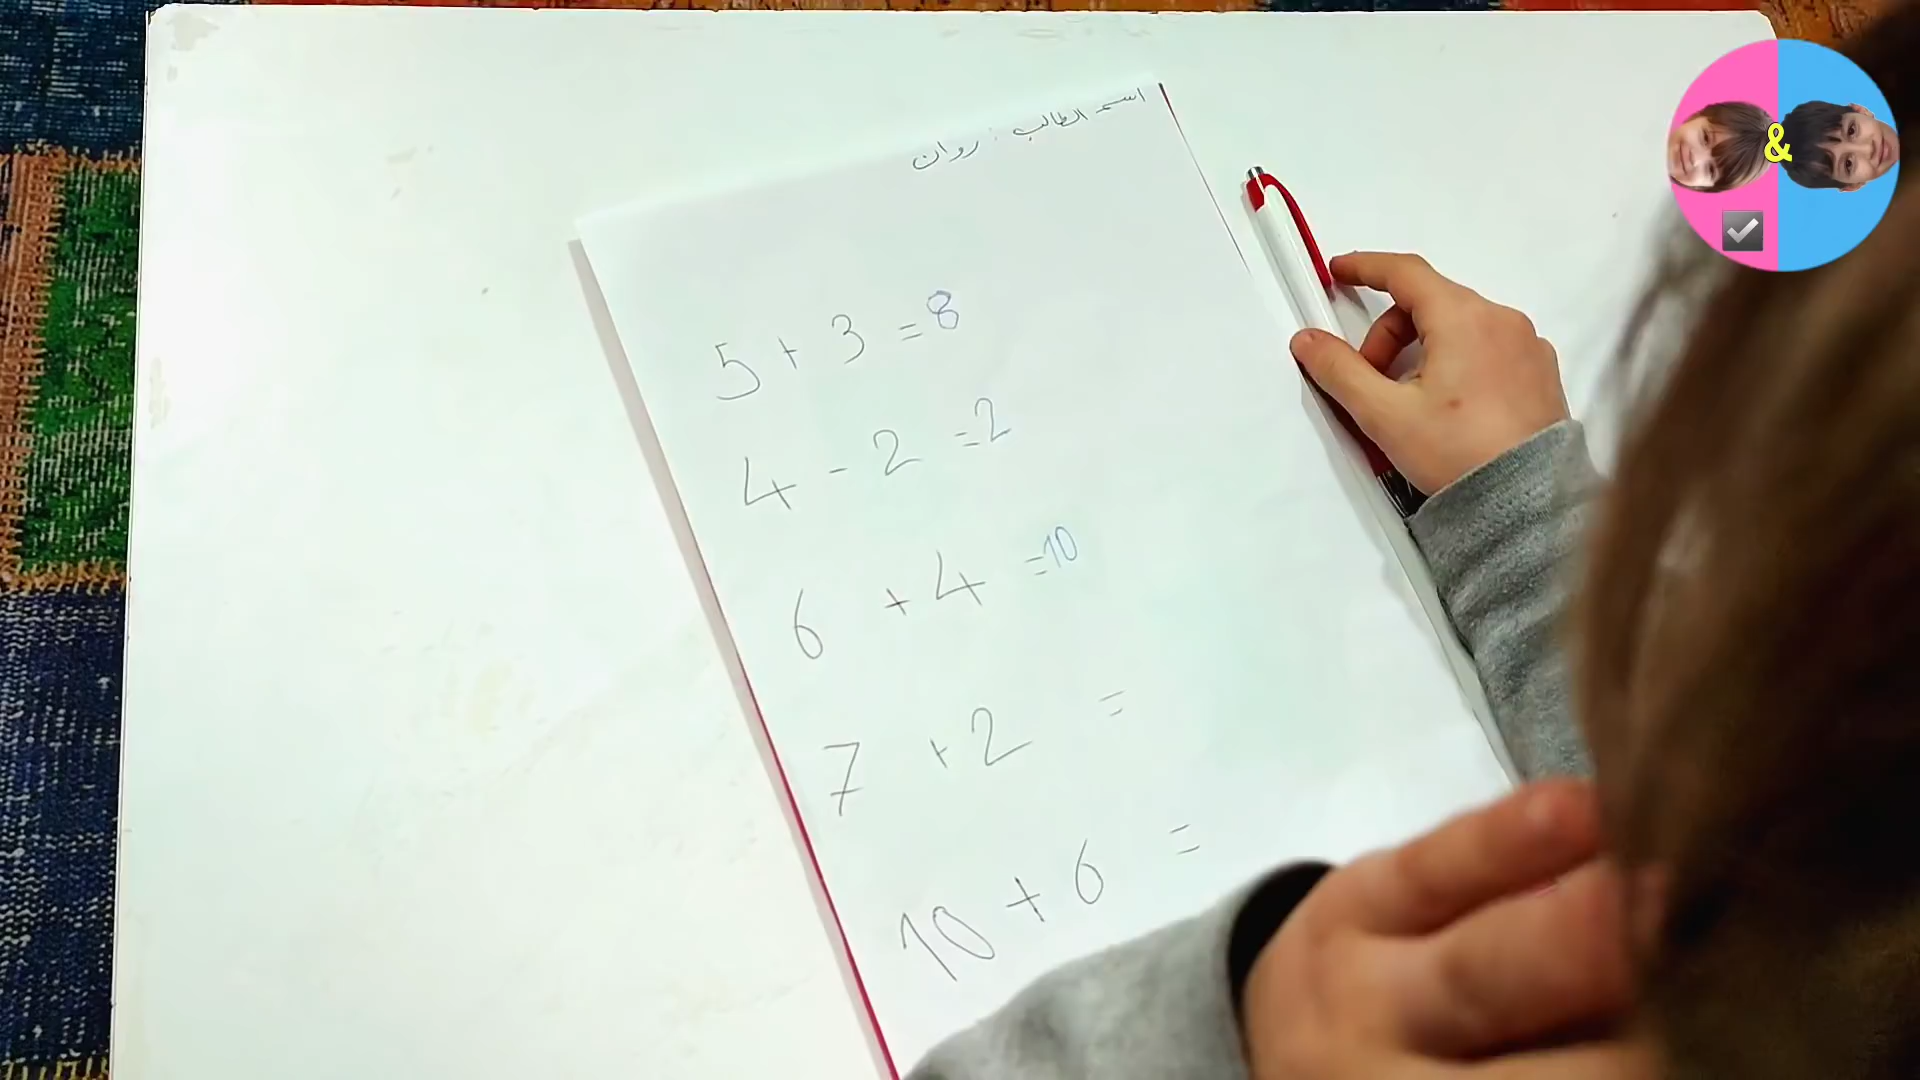 اسم الطالب : روان
5 + 3 = 8
4 - 2 = 2
6 + 4 = 10
7 + 2 =
10 + 6 =
&